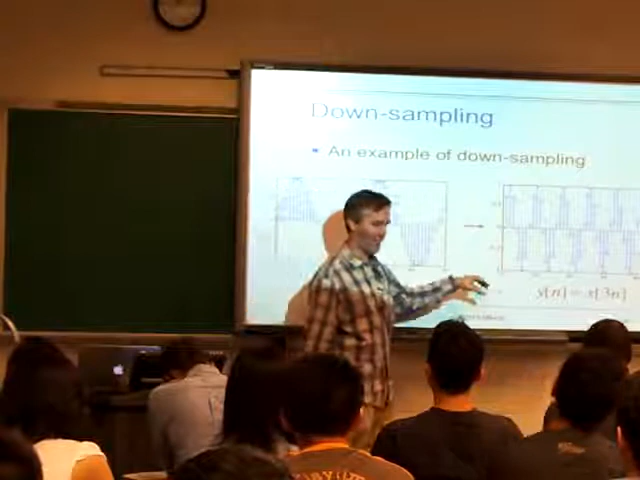 Down-sampling
• An example of down-sampling
y[n] = x[3n]